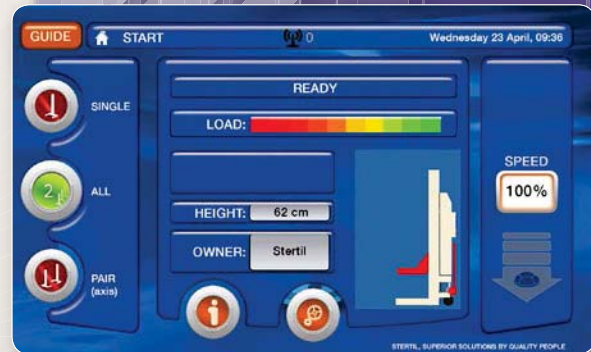 GUIDE START 0 Wednesday 23 April, 09:36
READY
SINGLE
LOAD:
SPEED
2 ALL 100%
HEIGHT: 62 cm
OWNER: Stertil
PAIR
(axis)
STERTIL, SUPERIOR SOLUTIONS BY QUALITY PEOPLE